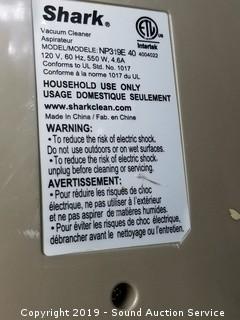 Shark®
Vacuum Cleaner
Aspirateur
MODEL/MODELE: NP319E 40
120 V, 60 Hz, 550 W, 4.6A
Conforms to UL Std. No. 1017
Conforme à la norme 1017 du UL
ETL
Intertek
4004022
HOUSEHOLD USE ONLY
USAGE DOMESTIQUE SEULEMENT
www.sharkclean.com
Made in China / Fab. en Chine
WARNING:
•To reduce the risk of electric shock.
Do not use outdoors or on wet surfaces.
•To reduce the risk of electric shock.
unplug before cleaning or servicing.
AVERTISSEMENT:
• Pour réduire les risques de choc
électrique, ne pas utiliser à l'extérieur
et ne pas aspirer de matières humides.
• Pour éviter les risques de choc électrique,
débrancher avant le nettoyage ou l'entretien.
Copyright 2019 - Sound Auction Service